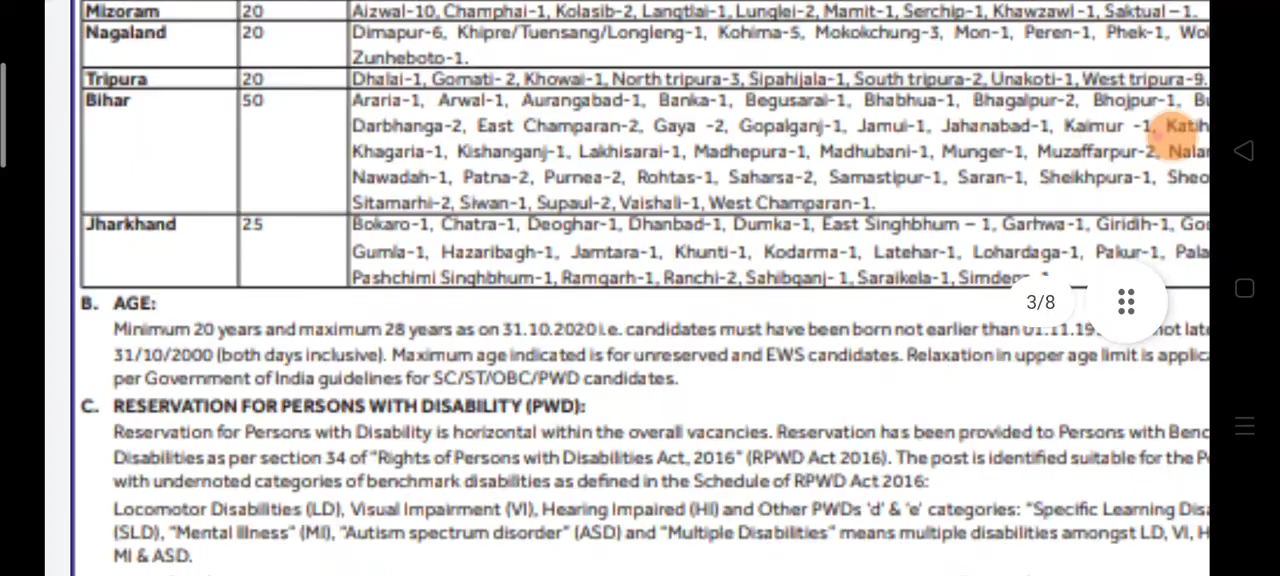 Mizoram 20 Aizwal-10, Champhai-1, Kolasib-2, Langtlai-1, Lunglei-2, Mamit-1, Serchip-1, Khawzawl -1, Saktual – 1.
Nagaland 20 Dimapur-6, Khipre/Tuensang/Longleng-1, Kohima-5, Mokokchung-3, Mon-1, Peren-1, Phek-1,
Zunheboto-1.
Tripura 20 Dhalai-1, Gomati- 2, Khowai-1, North tripura-3, Sipahijala-1, South tripura-2, Unakoti-1, West tripura-9.
Bihar 50 Araria-1, Arwal-1, Aurangabad-1, Banka-1, Begusarai-1, Bhabhua-1, Bhagalpur-2, Bhojpur-1,
Darbhanga-2, East Champaran-2, Gaya -2, Gopalganj-1, Jamui-1, Jahanabad-1, Kaimur -1,
Khagaria-1, Kishanganj-1, Lakhisarai-1, Madhepura-1, Madhubani-1, Munger-1, Muzaffarpur-2,
Nawadah-1, Patna-2, Purnea-2, Rohtas-1, Saharsa-2, Samastipur-1, Saran-1, Sheikhpura-1,
Sitamarhi-2, Siwan-1, Supaul-2, Vaishali-1, West Champaran-1.
Jharkhand 25 Bokaro-1, Chatra-1, Deoghar-1, Dhanbad-1, Dumka-1, East Singhbhum – 1, Garhwa-1, Giridih-1,
Gumla-1, Hazaribagh-1, Jamtara-1, Khunti-1, Kodarma-1, Latehar-1, Lohardaga-1, Pakur-1,
Pashchimi Singhbhum-1, Ramgarh-1, Ranchi-2, Sahibganj- 1, Saraikela-1,
3/8
B. AGE:
Minimum 20 years and maximum 28 years as on 31.10.2020 i.e. candidates must have been born not earlier than
31/10/2000 (both days inclusive). Maximum age indicated is for unreserved and EWS candidates. Relaxation in upper age limit is
per Government of India guidelines for SC/ST/OBC/PWD candidates.
C. RESERVATION FOR PERSONS WITH DISABILITY (PWD):
Reservation for Persons with Disability is horizontal within the overall vacancies. Reservation has been provided to Persons with
Disabilities as per section 34 of "Rights of Persons with Disabilities Act, 2016" (RPWD Act 2016). The post is identified suitable for the
with undernoted categories of benchmark disabilities as defined in the Schedule of RPWD Act 2016:
Locomotor Disabilities (LD), Visual Impairment (VI), Hearing Impaired (HI) and Other PWDs 'd' & 'e' categories: "Specific Learning
(SLD), "Mental Illness" (MI), "Autism spectrum disorder" (ASD) and "Multiple Disabilities" means multiple disabilities amongst LD, VI,
MI & ASD.